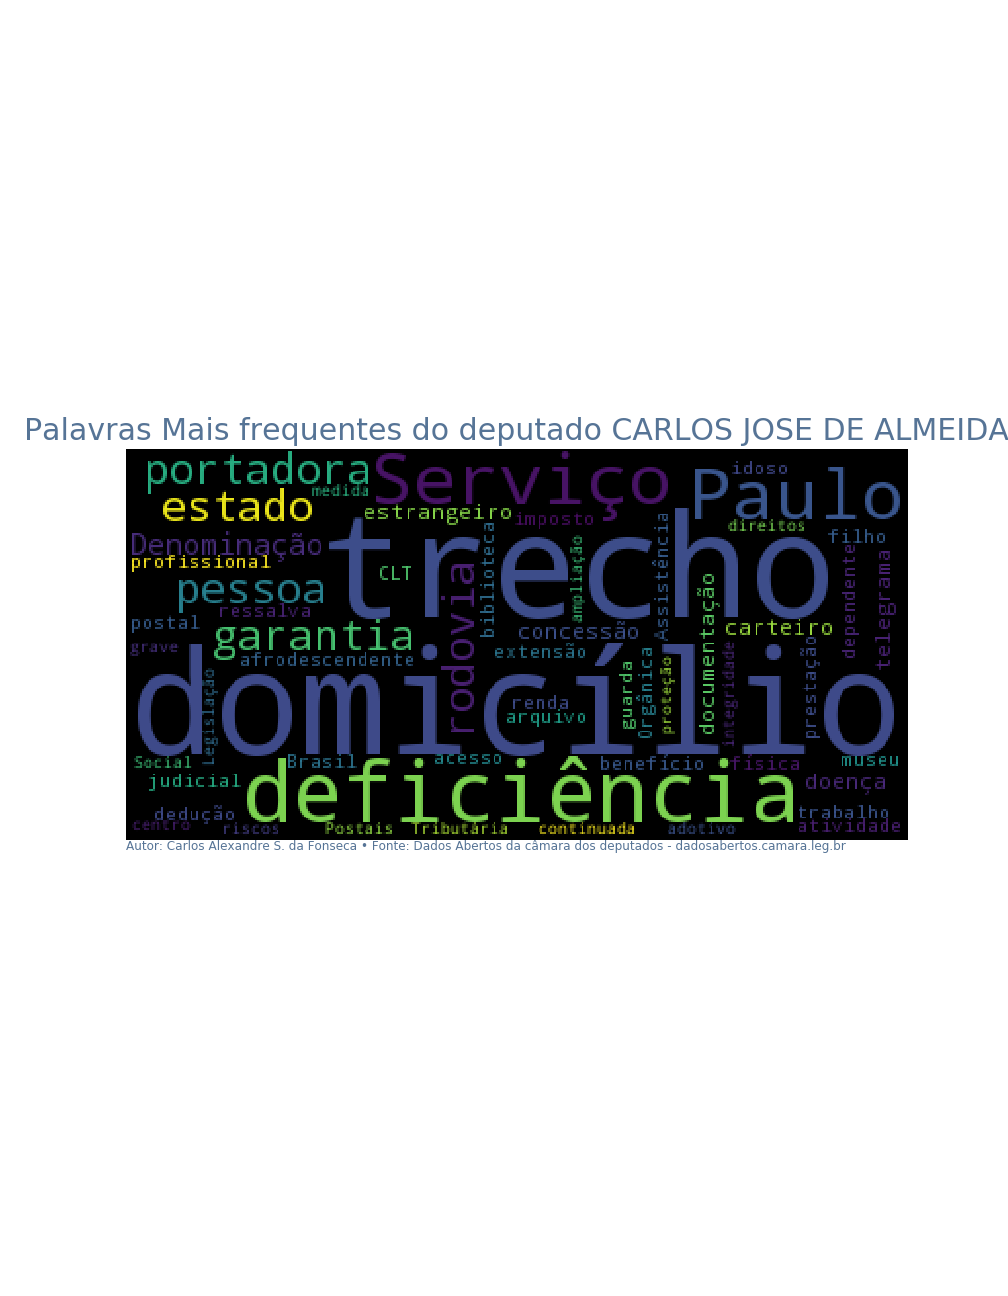 Palavras Mais frequentes do deputado CARLOS JOSE DE ALMEIDA
portadora
Serviço
Paulo
idoso
medida
estado
estrangeiro
imposto
direitos
filho
Denominação
profissional
CLT
trecho
biblioteca
ampliação
Assistência
pessoa
ressalva
postal
garantia
rodovia
concessão
documentação
carteiro
dependente
telegrama
grave
afrodescendente
extensão
guarda
Orgânica
proteção
integridade
prestação
Legislação
domicílio
renda
arquivo
Social
Brasil
acesso
benefício
física
museu
judicial
deficiência
doença
dedução
trabalho
centro
riscos
Postais
Tributária
continuada
adotivo
atividade
Autor: Carlos Alexandre S. da Fonseca • Fonte: Dados Abertos da câmara dos deputados - dadosabertos.camara.leg.br